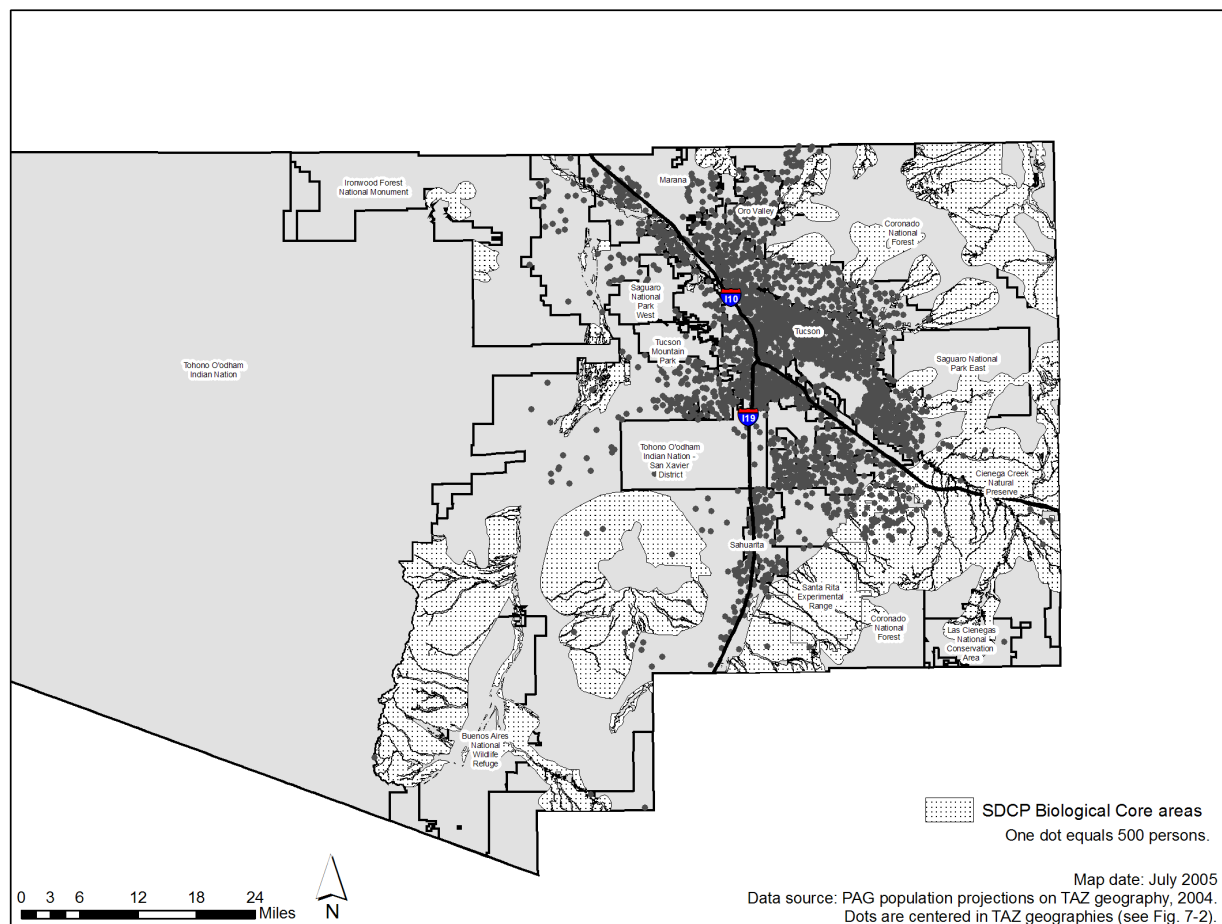 Ironwood Forest
National Monument
Marana
Oro Valley
Coronado
National
Forest
Saguaro
National
Park
West
I10
Tucson
Tucson
Mountain
Park
Saguaro National
Park East
Tohono O'odham
Indian Nation
I19
Tohono O'odham
Indian Nation -
San Xavier
District
Cienega Creek
Natural
Preserve
Sahuarita
Santa Rita
Experimental
Range
Coronado
National
Forest
Las Cienegas
National
Conservation
Area
Buenos Aires
National
Wildlife
Refuge
SDCP Biological Core areas
One dot equals 500 persons.
Map date: July 2005
Data source: PAG population projections on TAZ geography, 2004.
Dots are centered in TAZ geographies (see Fig. 7-2).
0 3 6 12 18 24
Miles
N